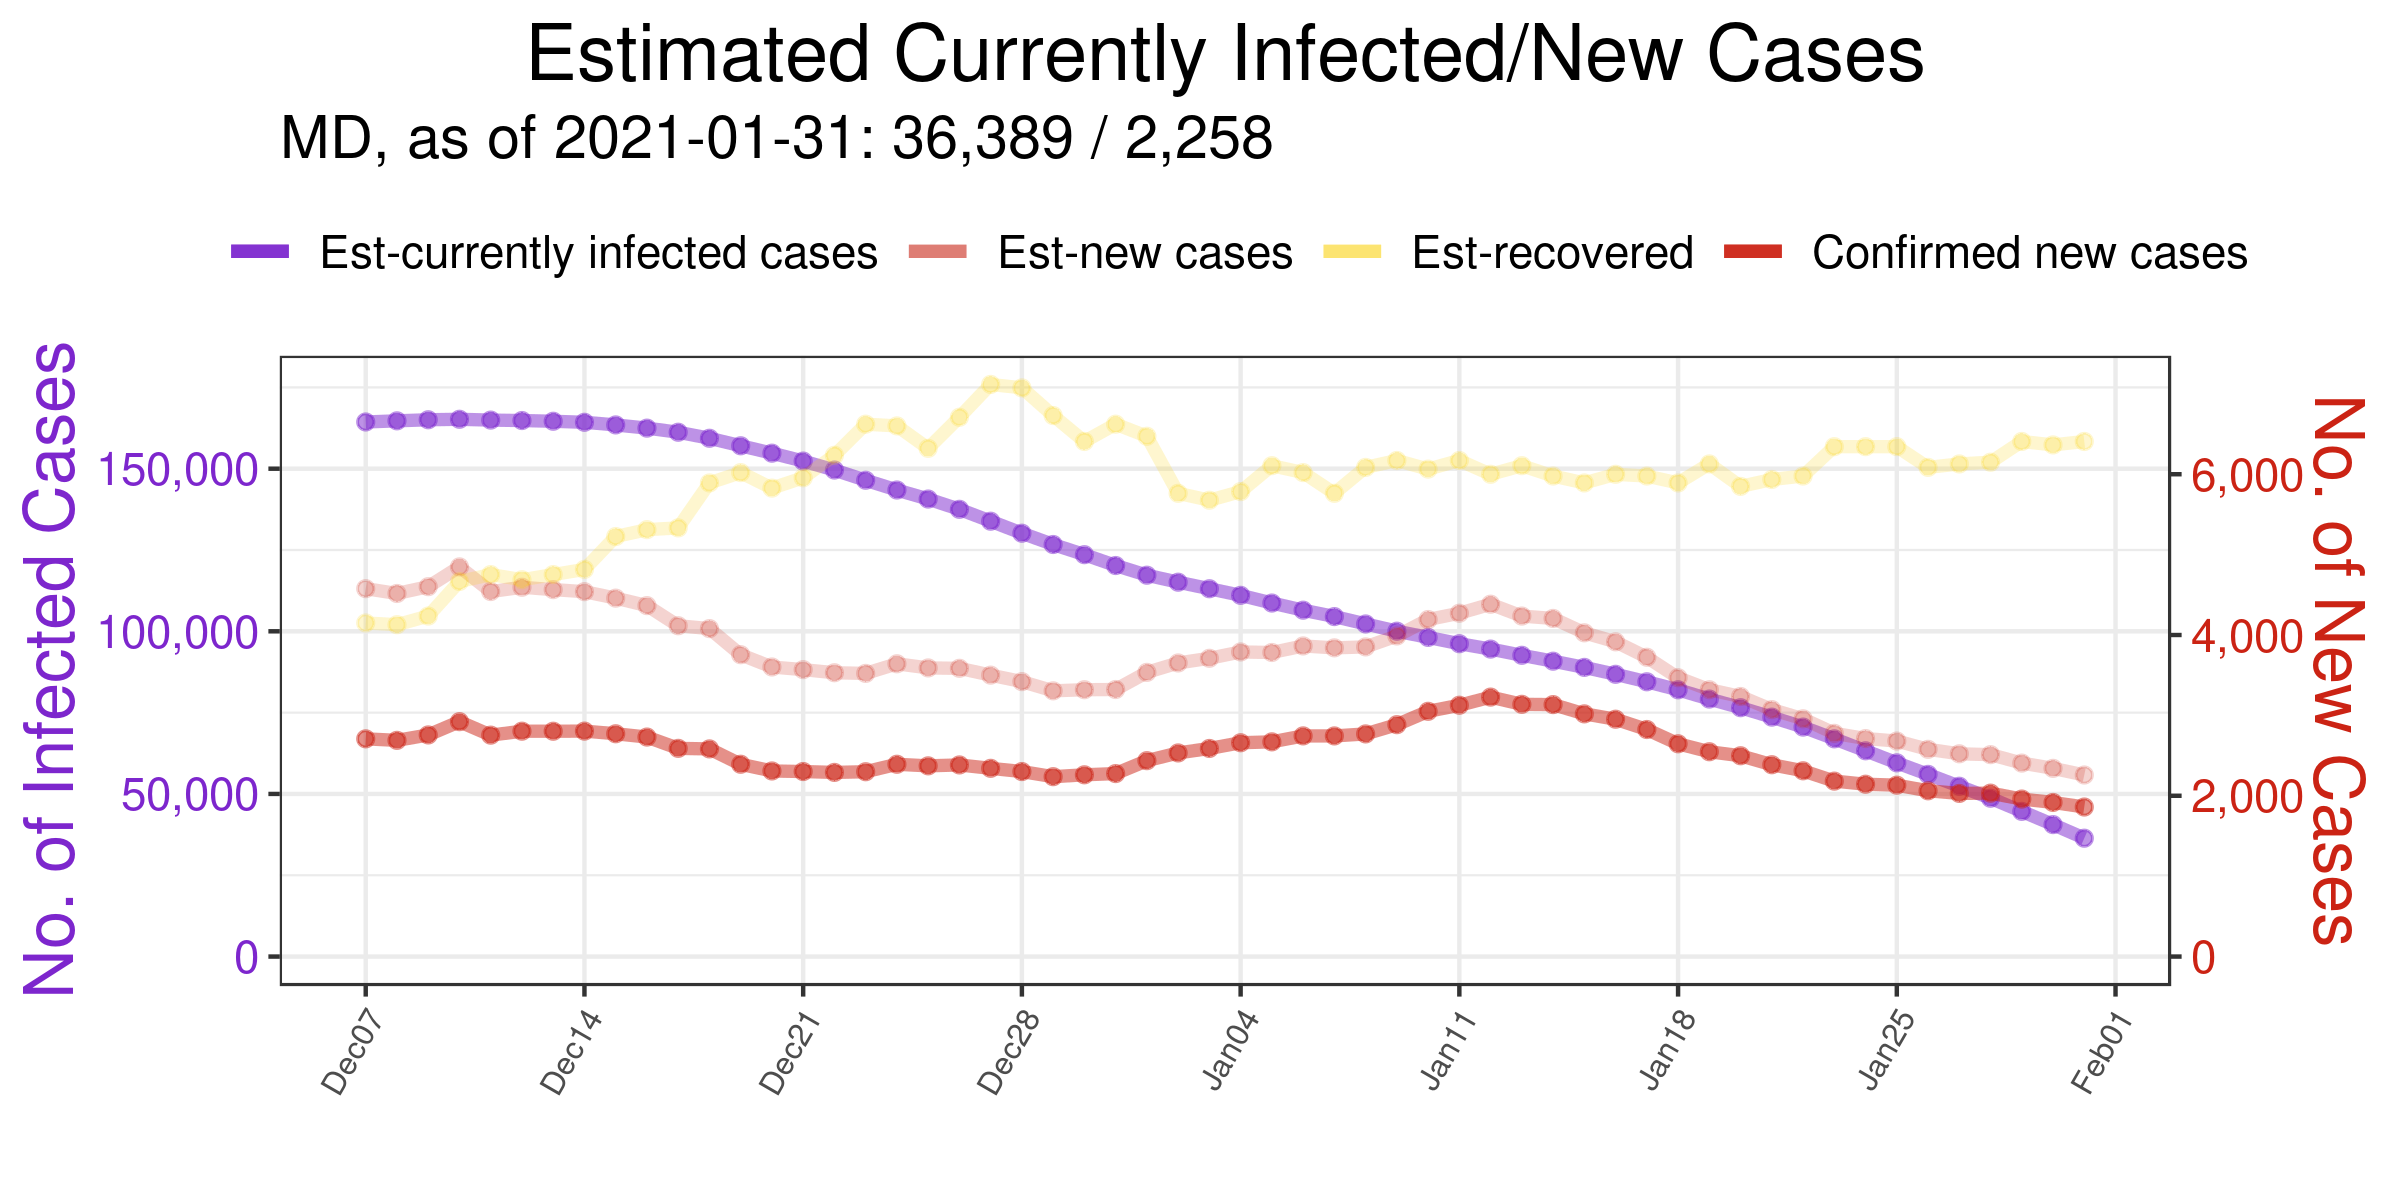 Estimated Currently Infected/New Cases
MD, as of 2021-01-31: 36,389 / 2,258
Est-currently infected cases Est-new cases Est-recovered Confirmed new cases
No. of Infected Cases
150,000
100,000
50,000
0
6,000
4,000
2,000
0
No. of New Cases
Dec07 Dec14 Dec21 Dec28 Jan04 Jan11 Jan18 Jan25 Feb01